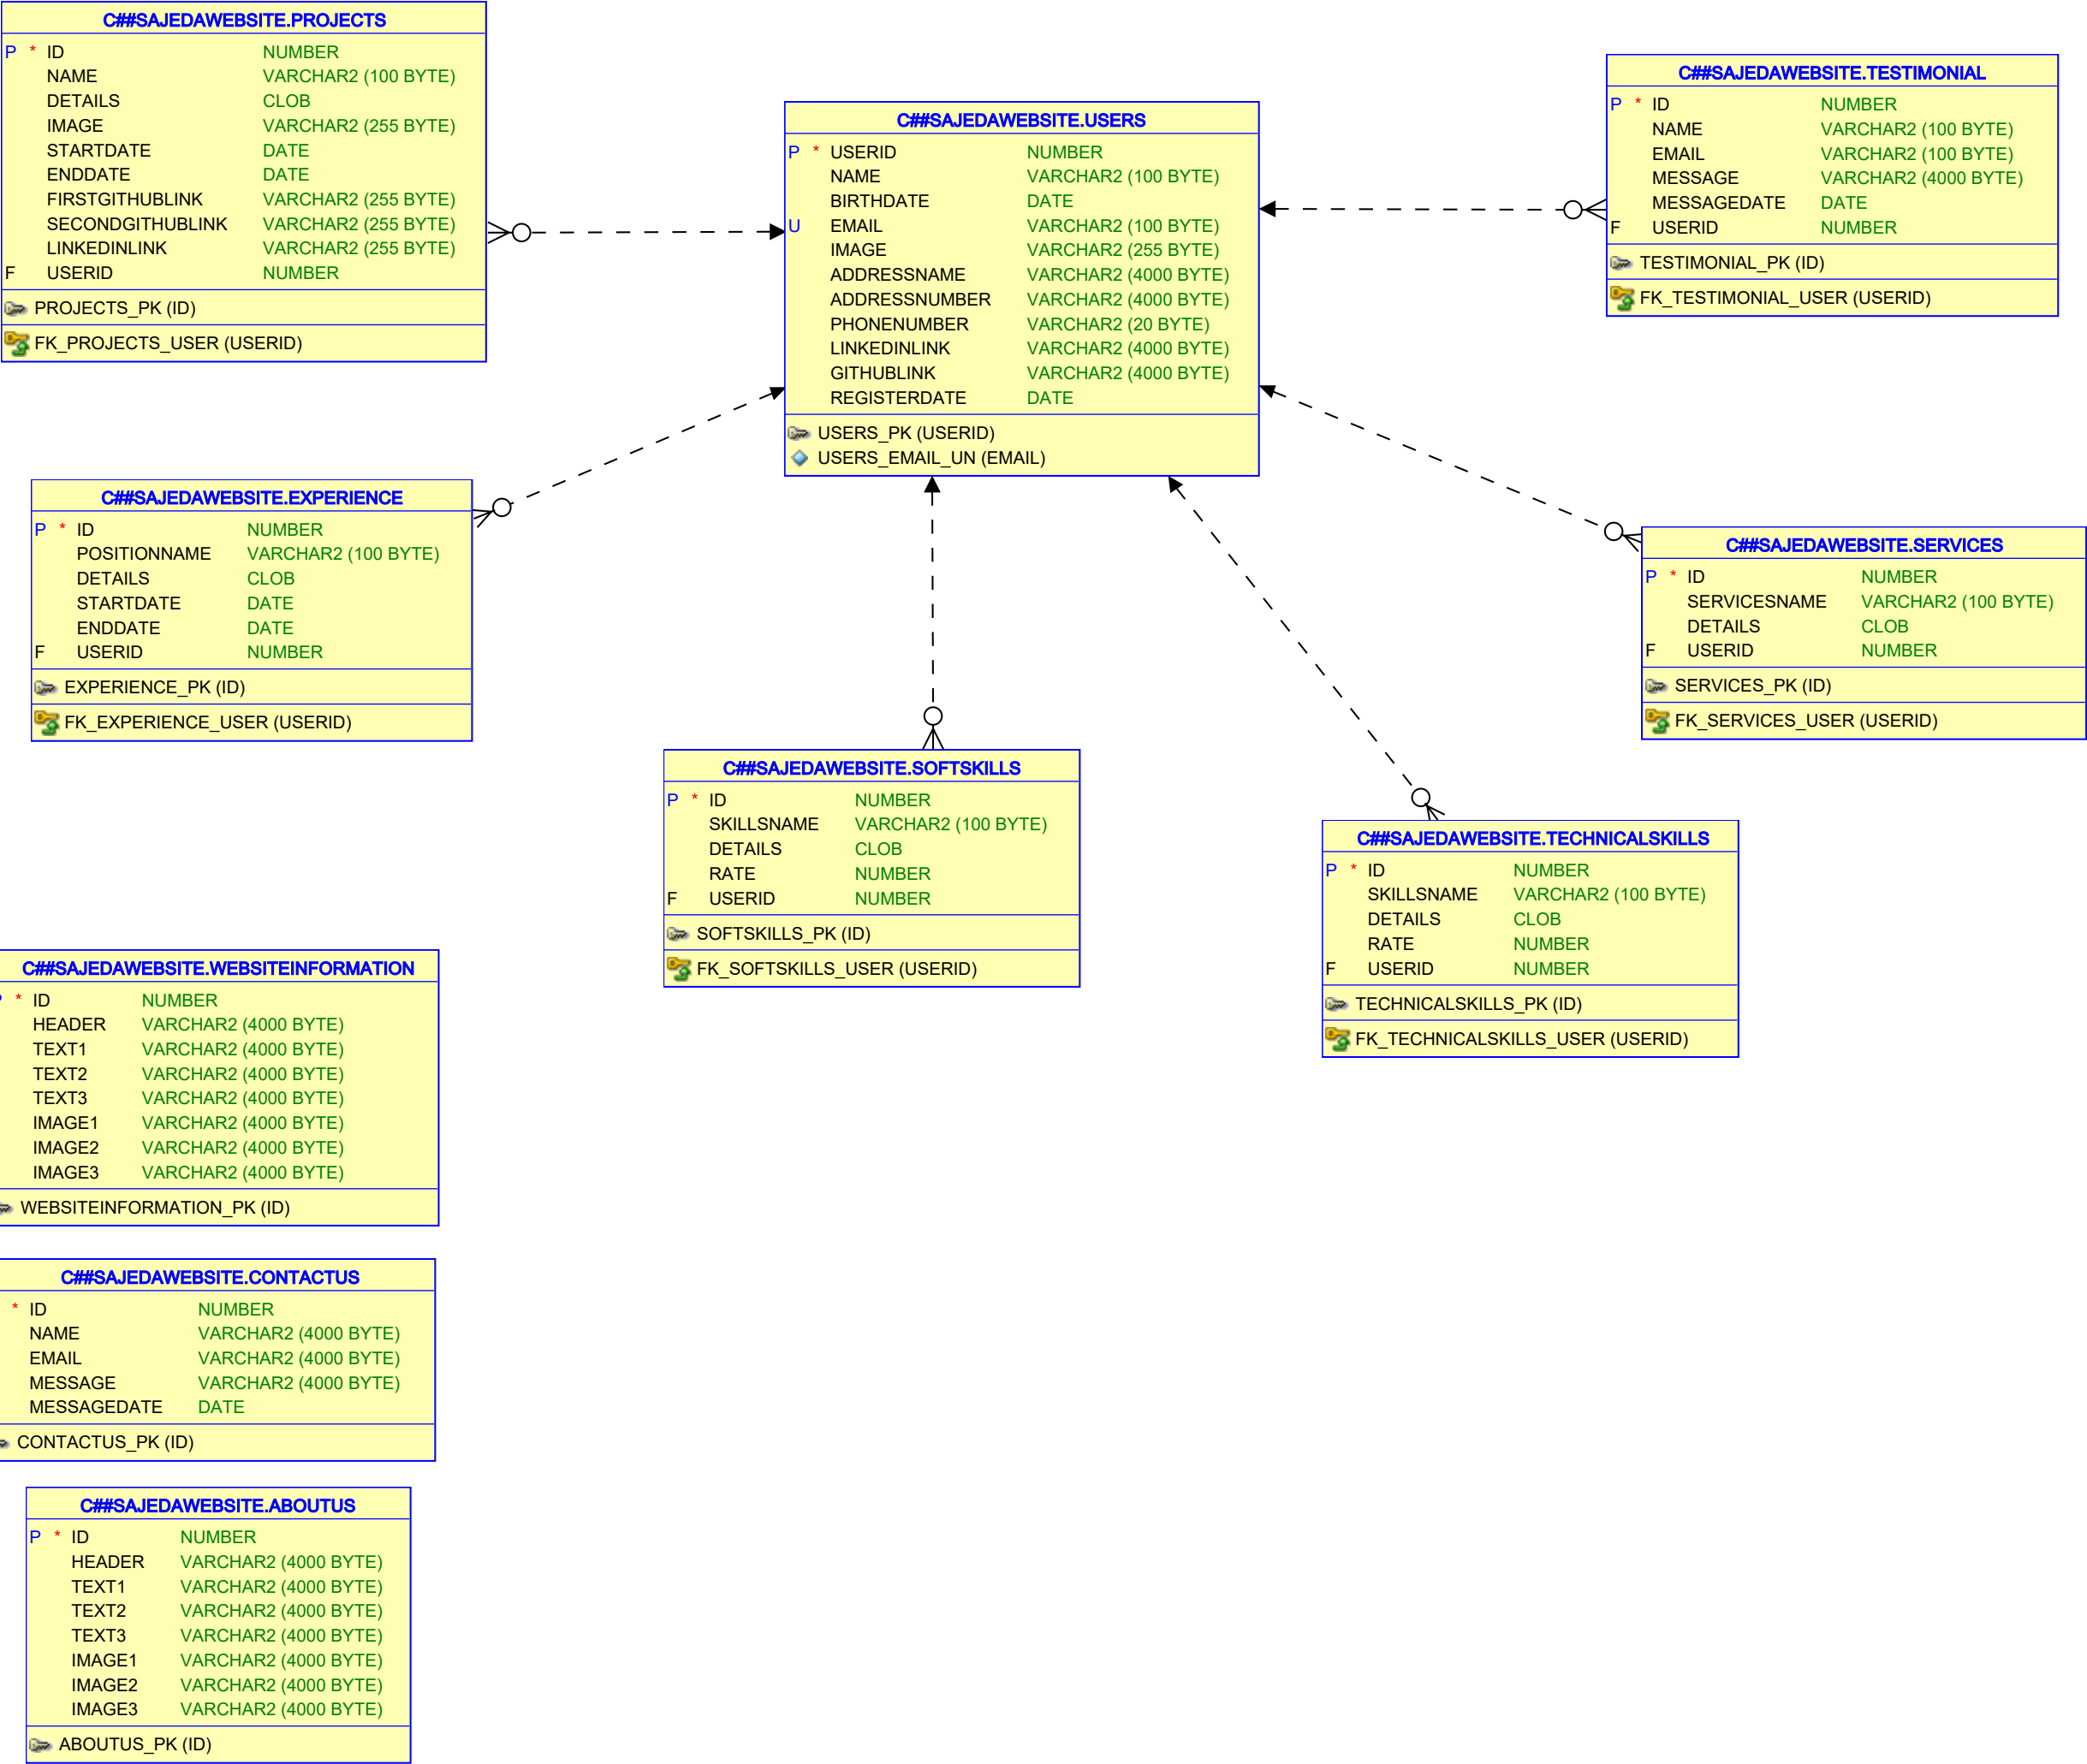 C##SAJEDAWEBSITE.PROJECTS
P * ID NUMBER
NAME VARCHAR2 (100 BYTE)
DETAILS CLOB
IMAGE VARCHAR2 (255 BYTE)
STARTDATE DATE
ENDDATE DATE
FIRSTGITHUBLINK VARCHAR2 (255 BYTE)
SECONDGITHUBLINK VARCHAR2 (255 BYTE)
LINKEDINLINK VARCHAR2 (255 BYTE)
F USERID NUMBER
PROJECTS_PK (ID)
FK_PROJECTS_USER (USERID)
C##SAJEDAWEBSITE.USERS
P * USERID NUMBER
NAME VARCHAR2 (100 BYTE)
BIRTHDATE DATE
U EMAIL VARCHAR2 (100 BYTE)
IMAGE VARCHAR2 (255 BYTE)
ADDRESSNAME VARCHAR2 (4000 BYTE)
ADDRESSNUMBER VARCHAR2 (4000 BYTE)
PHONENUMBER VARCHAR2 (20 BYTE)
LINKEDINLINK VARCHAR2 (4000 BYTE)
GITHUBLINK VARCHAR2 (4000 BYTE)
REGISTERDATE DATE
USERS_PK (USERID)
USERS_EMAIL_UN (EMAIL)
C##SAJEDAWEBSITE.TESTIMONIAL
P * ID NUMBER
NAME VARCHAR2 (100 BYTE)
EMAIL VARCHAR2 (100 BYTE)
MESSAGE VARCHAR2 (4000 BYTE)
MESSAGEDATE DATE
F USERID NUMBER
TESTIMONIAL_PK (ID)
FK_TESTIMONIAL_USER (USERID)
C##SAJEDAWEBSITE.EXPERIENCE
P * ID NUMBER
POSITIONNAME VARCHAR2 (100 BYTE)
DETAILS CLOB
STARTDATE DATE
ENDDATE DATE
F USERID NUMBER
EXPERIENCE_PK (ID)
FK_EXPERIENCE_USER (USERID)
C##SAJEDAWEBSITE.SERVICES
P * ID NUMBER
SERVICESNAME VARCHAR2 (100 BYTE)
DETAILS CLOB
F USERID NUMBER
SERVICES_PK (ID)
FK_SERVICES_USER (USERID)
C##SAJEDAWEBSITE.SOFTSKILLS
P * ID NUMBER
SKILLSNAME VARCHAR2 (100 BYTE)
DETAILS CLOB
RATE NUMBER
F USERID NUMBER
SOFTSKILLS_PK (ID)
FK_SOFTSKILLS_USER (USERID)
C##SAJEDAWEBSITE.TECHNICALSKILLS
P * ID NUMBER
SKILLSNAME VARCHAR2 (100 BYTE)
DETAILS CLOB
RATE NUMBER
F USERID NUMBER
TECHNICALSKILLS_PK (ID)
FK_TECHNICALSKILLS_USER (USERID)
C##SAJEDAWEBSITE.WEBSITEINFORMATION
* ID NUMBER
HEADER VARCHAR2 (4000 BYTE)
TEXT1 VARCHAR2 (4000 BYTE)
TEXT2 VARCHAR2 (4000 BYTE)
TEXT3 VARCHAR2 (4000 BYTE)
IMAGE1 VARCHAR2 (4000 BYTE)
IMAGE2 VARCHAR2 (4000 BYTE)
IMAGE3 VARCHAR2 (4000 BYTE)
WEBSITEINFORMATION_PK (ID)
C##SAJEDAWEBSITE.CONTACTUS
* ID NUMBER
NAME VARCHAR2 (4000 BYTE)
EMAIL VARCHAR2 (4000 BYTE)
MESSAGE VARCHAR2 (4000 BYTE)
MESSAGEDATE DATE
CONTACTUS_PK (ID)
C##SAJEDAWEBSITE.ABOUTUS
P * ID NUMBER
HEADER VARCHAR2 (4000 BYTE)
TEXT1 VARCHAR2 (4000 BYTE)
TEXT2 VARCHAR2 (4000 BYTE)
TEXT3 VARCHAR2 (4000 BYTE)
IMAGE1 VARCHAR2 (4000 BYTE)
IMAGE2 VARCHAR2 (4000 BYTE)
IMAGE3 VARCHAR2 (4000 BYTE)
ABOUTUS_PK (ID)